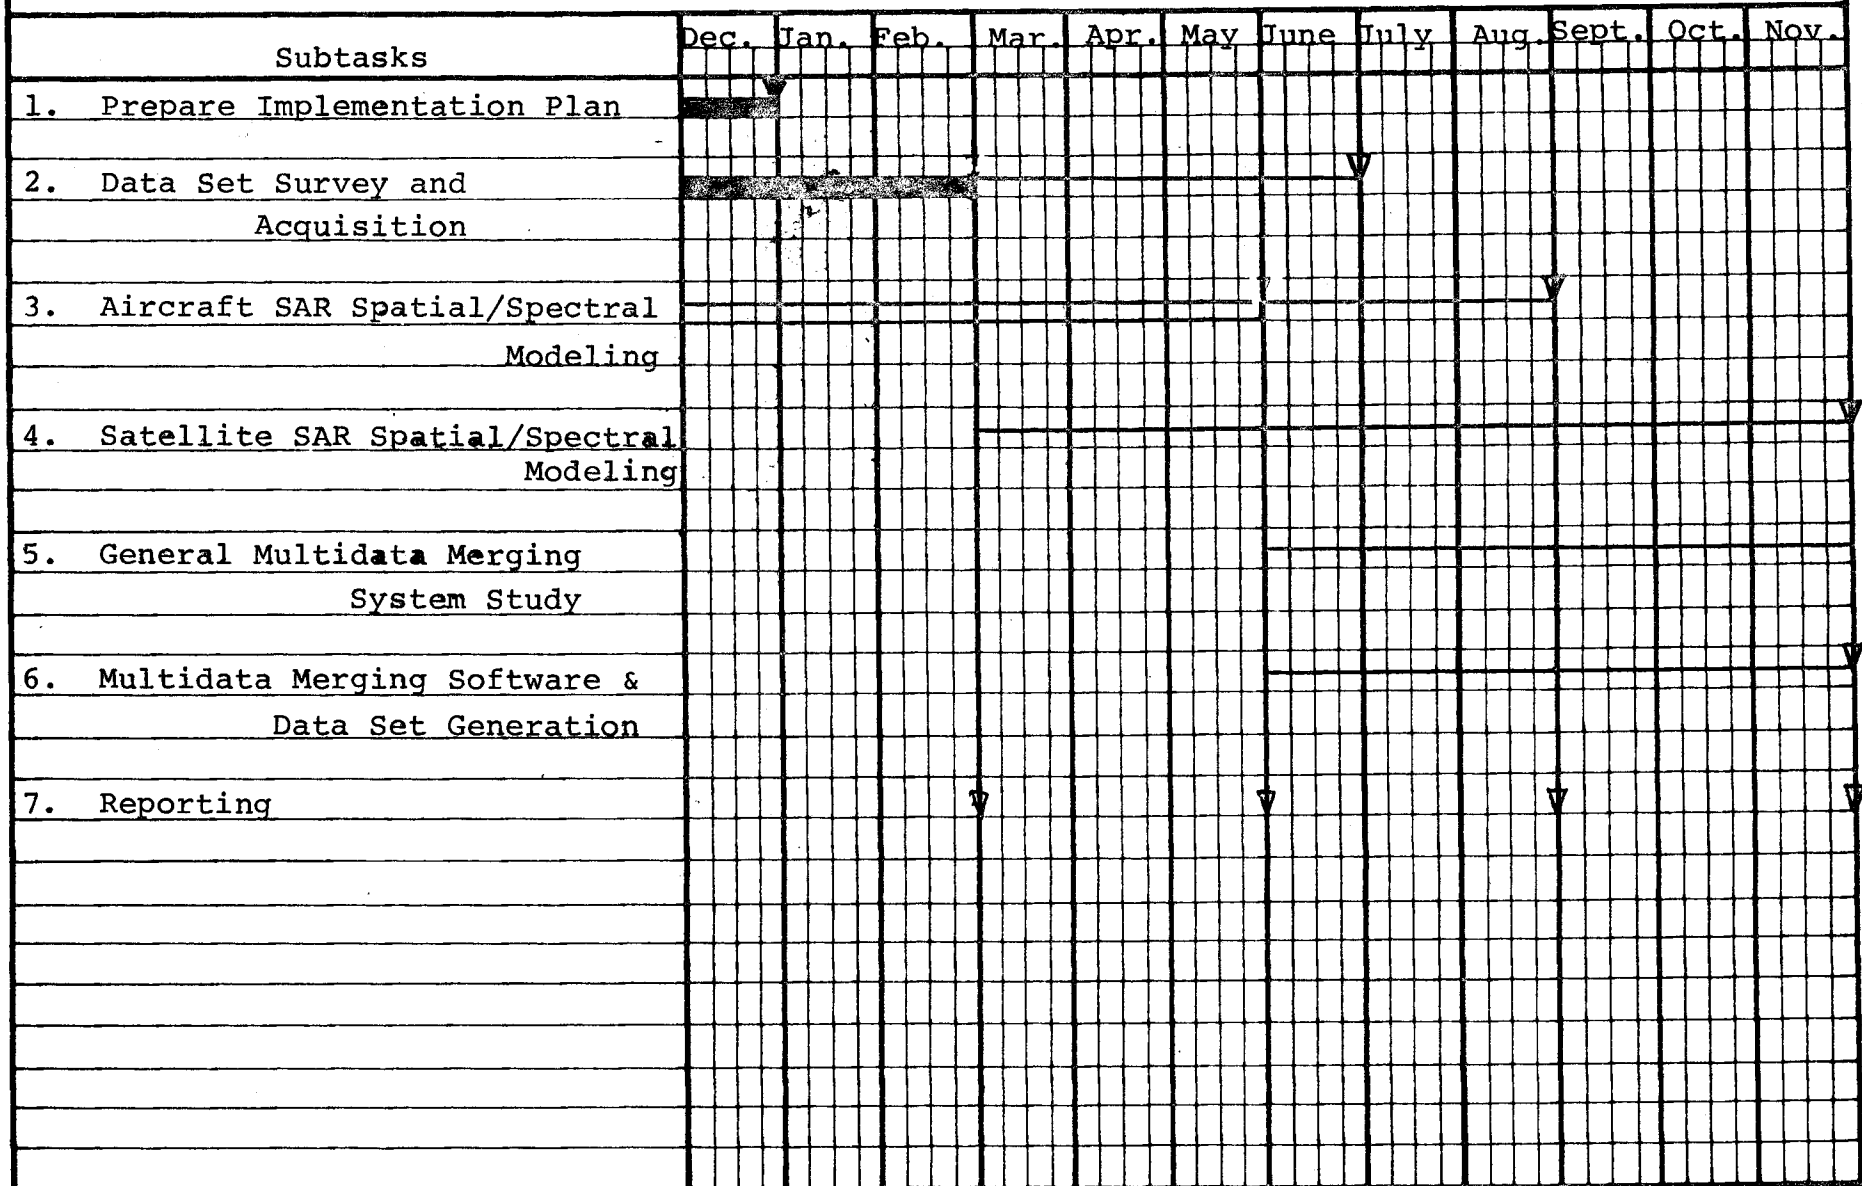 Subtasks
Dec. Jan. Feb. Mar. Apr. May June July Aug. Sept. Oct. Nov.
1. Prepare Implementation Plan
2. Data Set Survey and
Acquisition
3. Aircraft SAR Spatial/Spectral
Modeling
4. Satellite SAR Spatial/Spectral
Modeling
5. General Multidata Merging
System Study
6. Multidata Merging Software &
Data Set Generation
7. Reporting